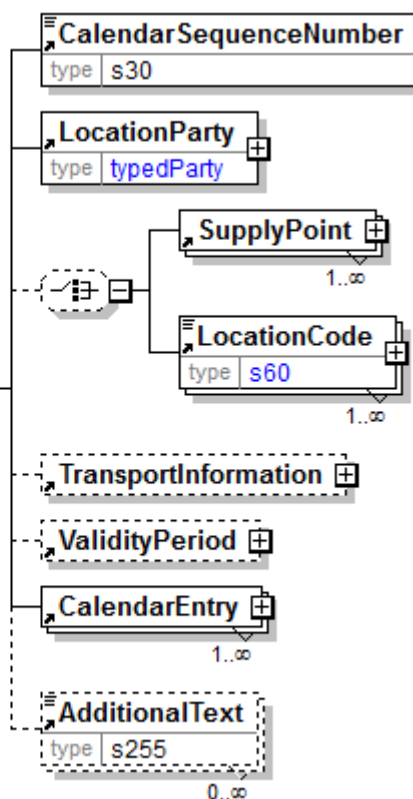 CalendarSequenceNumber
type s30
LocationParty
type typedParty
SupplyPoint
1..∞
LocationCode
type s60
1..∞
TransportInformation
ValidityPeriod
CalendarEntry
1..∞
AdditionalText
type s255
0..∞